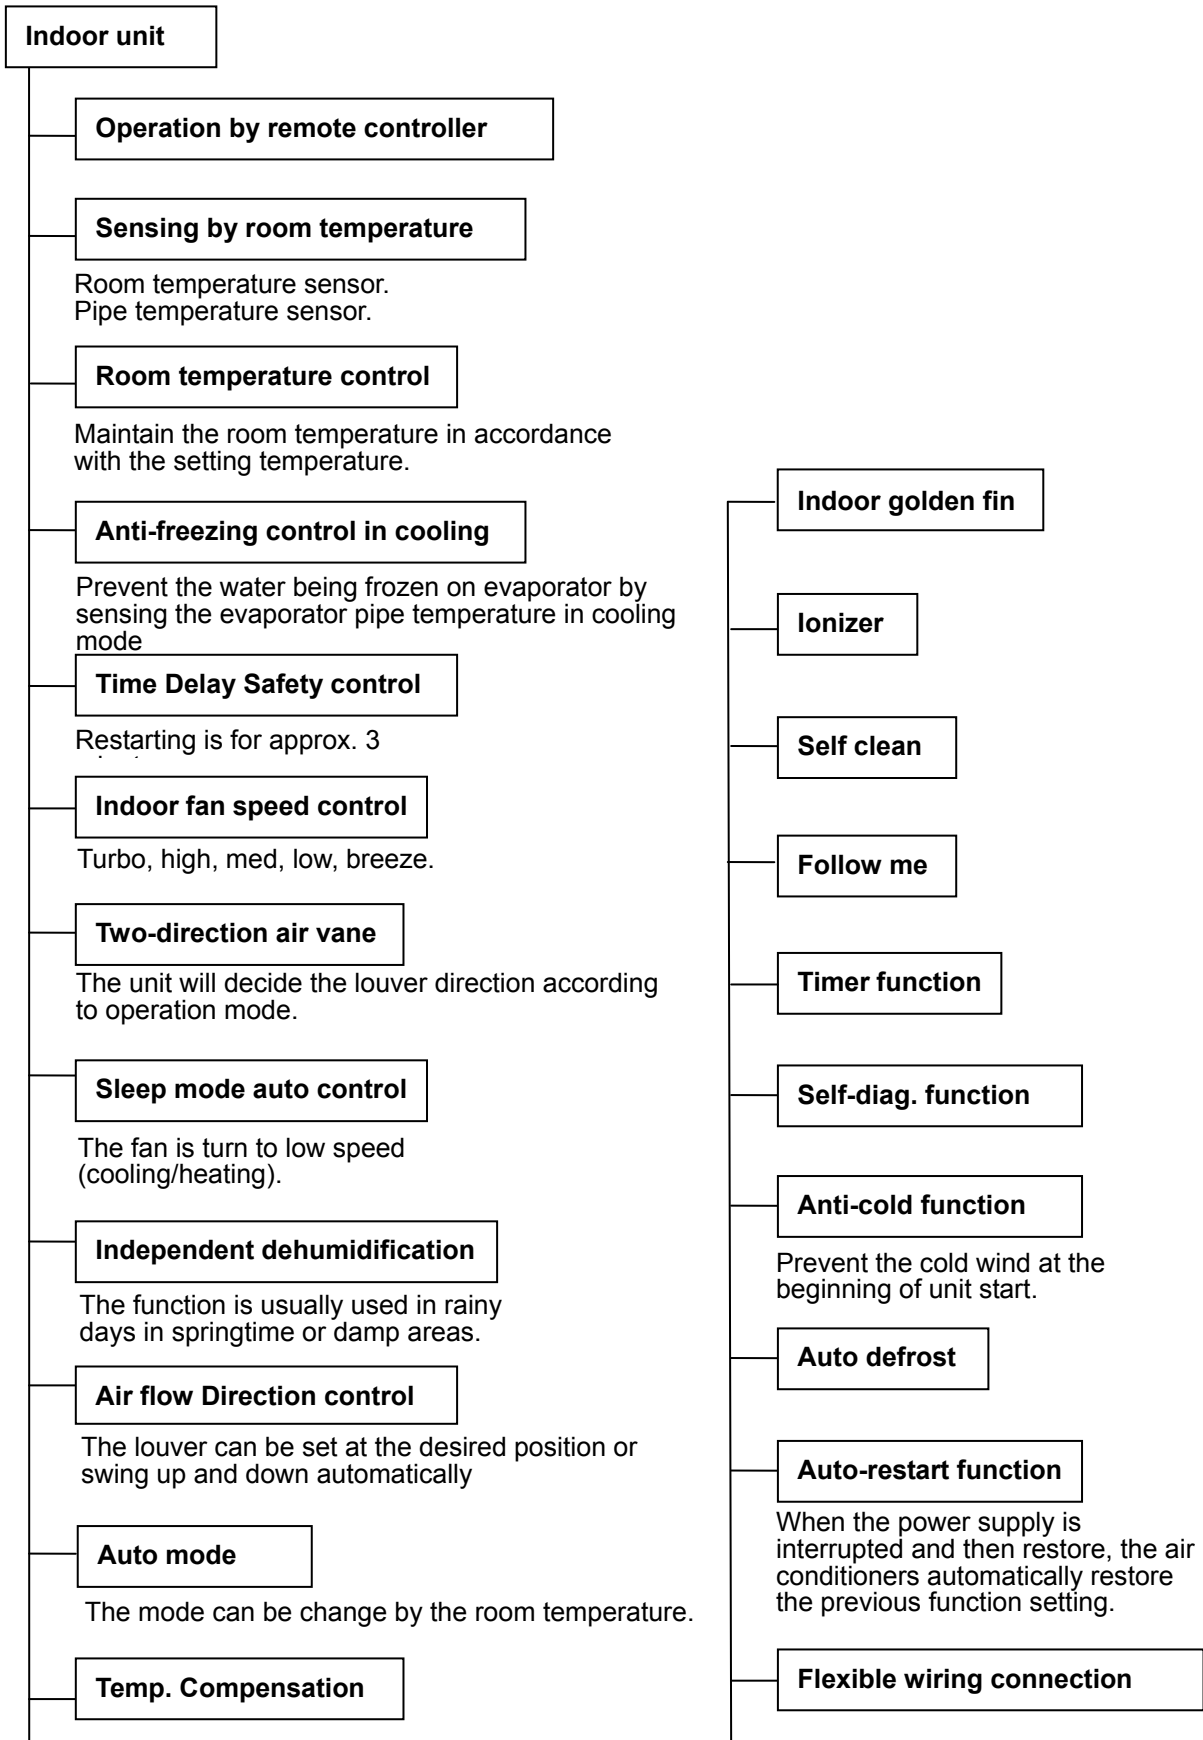 Indoor unit
Operation by remote controller
Sensing by room temperature
Room temperature sensor.
Pipe temperature sensor.
Room temperature control
Maintain the room temperature in accordance
with the setting temperature.
Anti-freezing control in cooling
Prevent the water being frozen on evaporator by
sensing the evaporator pipe temperature in cooling
mode
Time Delay Safety control
Restarting is for approx. 3
Indoor fan speed control
Turbo, high, med, low, breeze.
Two-direction air vane
The unit will decide the louver direction according
to operation mode.
Sleep mode auto control
The fan is turn to low speed
(cooling/heating).
Independent dehumidification
The function is usually used in rainy
days in springtime or damp areas.
Air flow Direction control
The louver can be set at the desired position or
swing up and down automatically
Auto mode
The mode can be change by the room temperature.
Temp. Compensation
Indoor golden fin
Ionizer
Self clean
Follow me
Timer function
Self-diag. function
Anti-cold function
Prevent the cold wind at the
beginning of unit start.
Auto defrost
Auto-restart function
When the power supply is
interrupted and then restore, the air
conditioners automatically restore
the previous function setting.
Flexible wiring connection